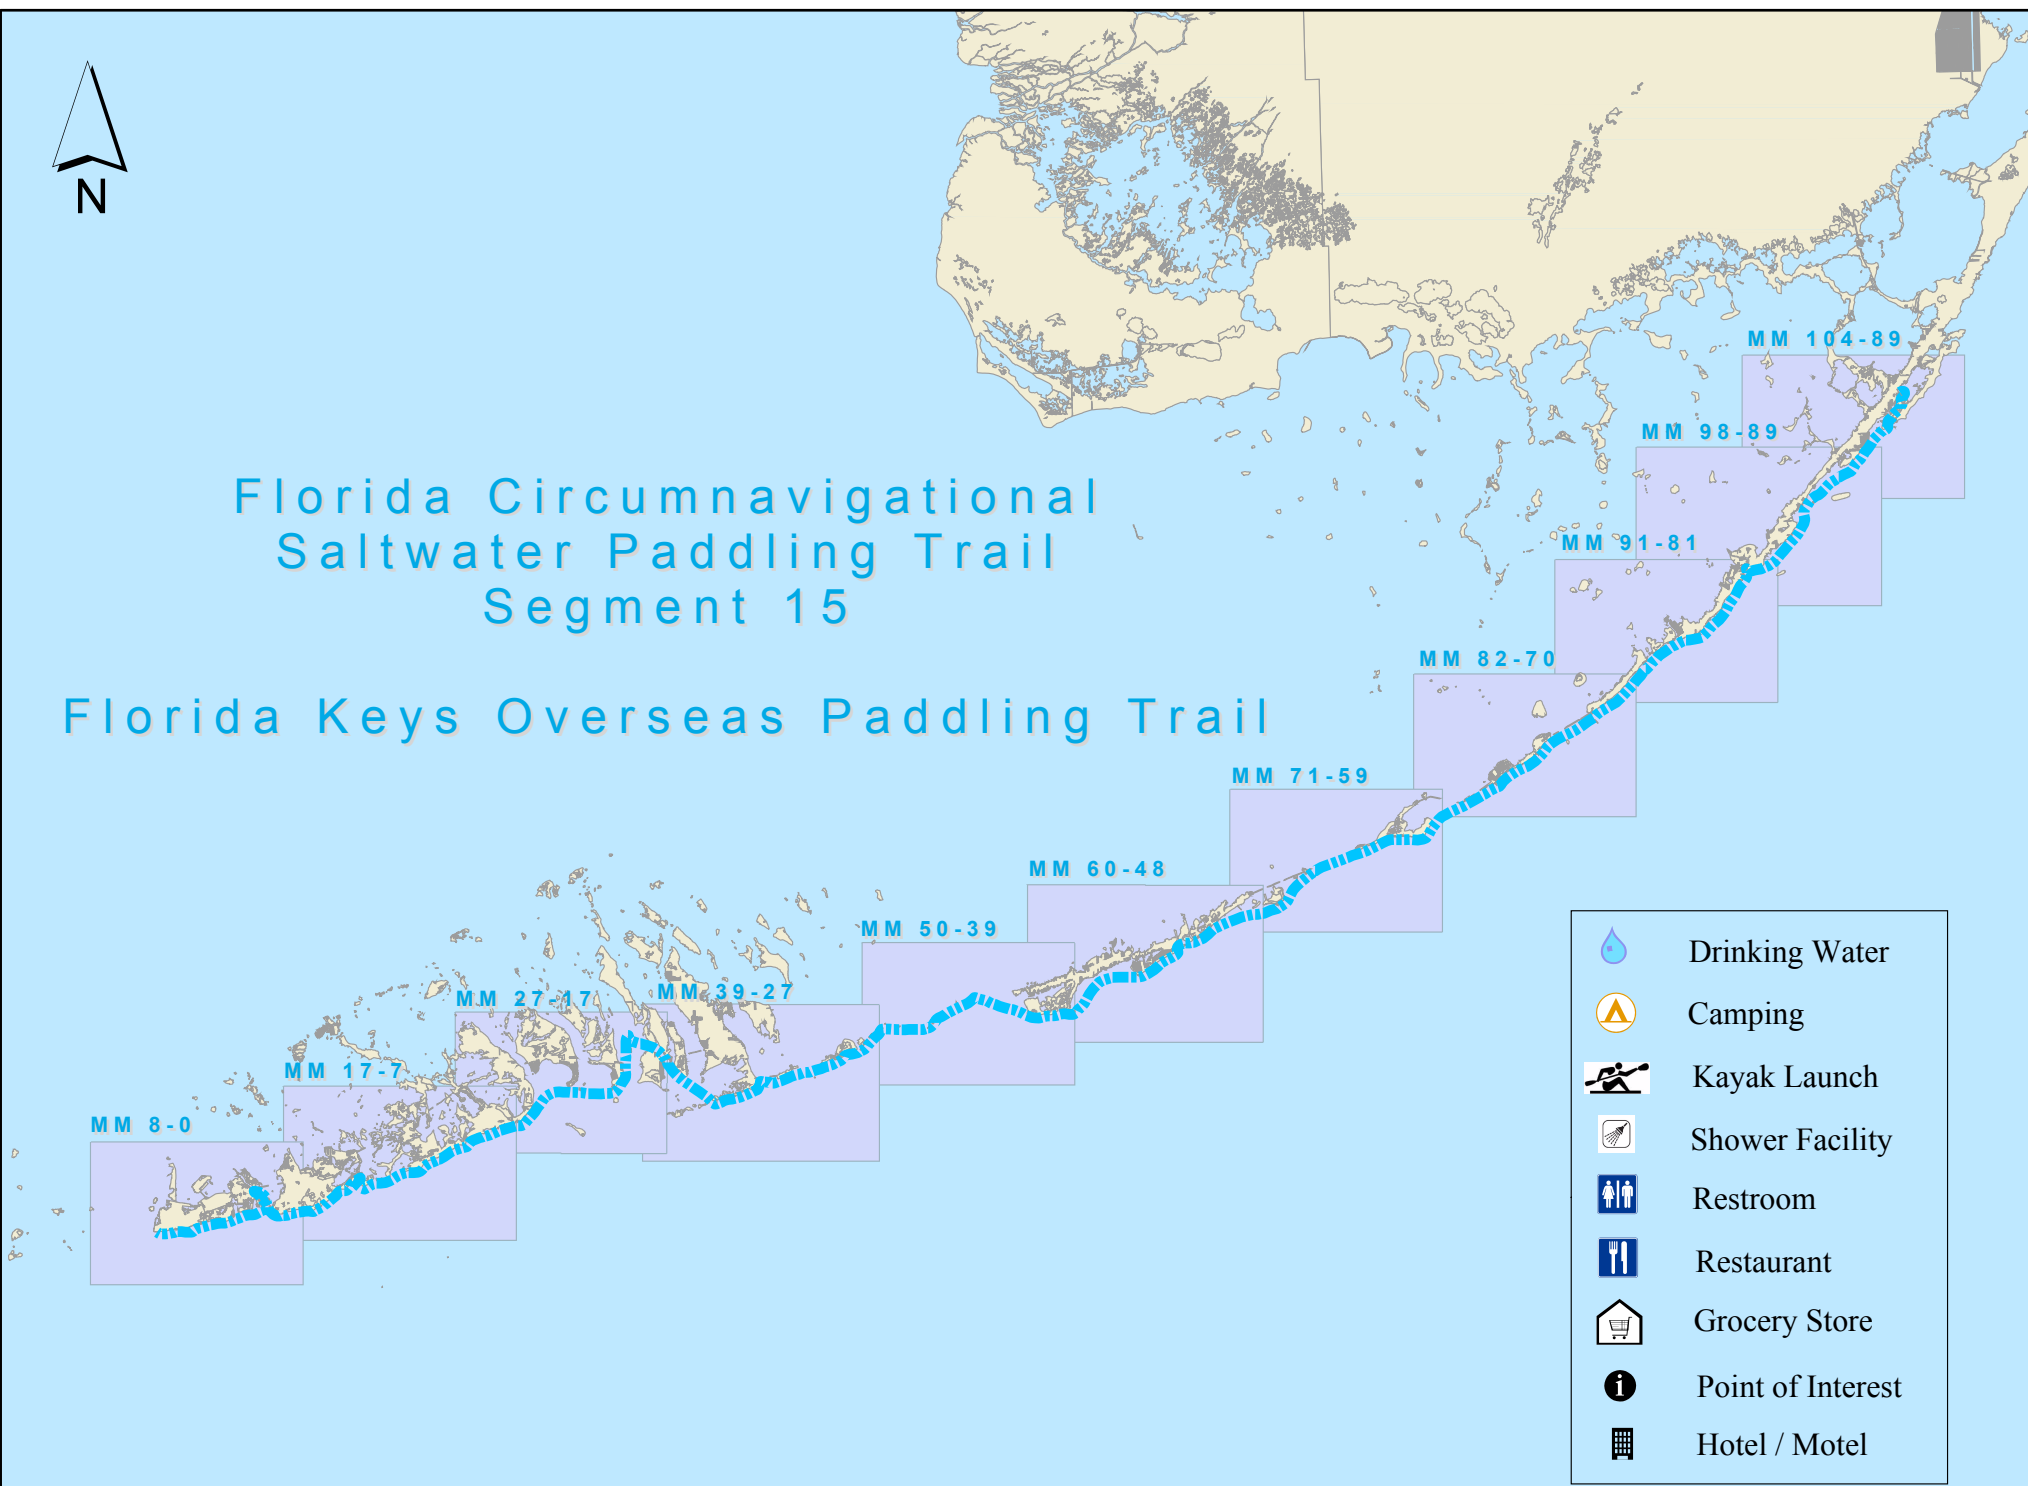 N
MM 104-89
MM 98-89
Florida Circumnavigational
Saltwater Paddling Trail
Segment 15
MM 91-81
MM 82-70
Florida Keys Overseas Paddling Trail
MM 71-59
MM 60-48
MM 50-39
MM 39-27
MM 27-17
MM 17-7
MM 8-0
Drinking Water
Camping
Kayak Launch
Shower Facility
Restroom
Restaurant
Grocery Store
i Point of Interest
Hotel / Motel